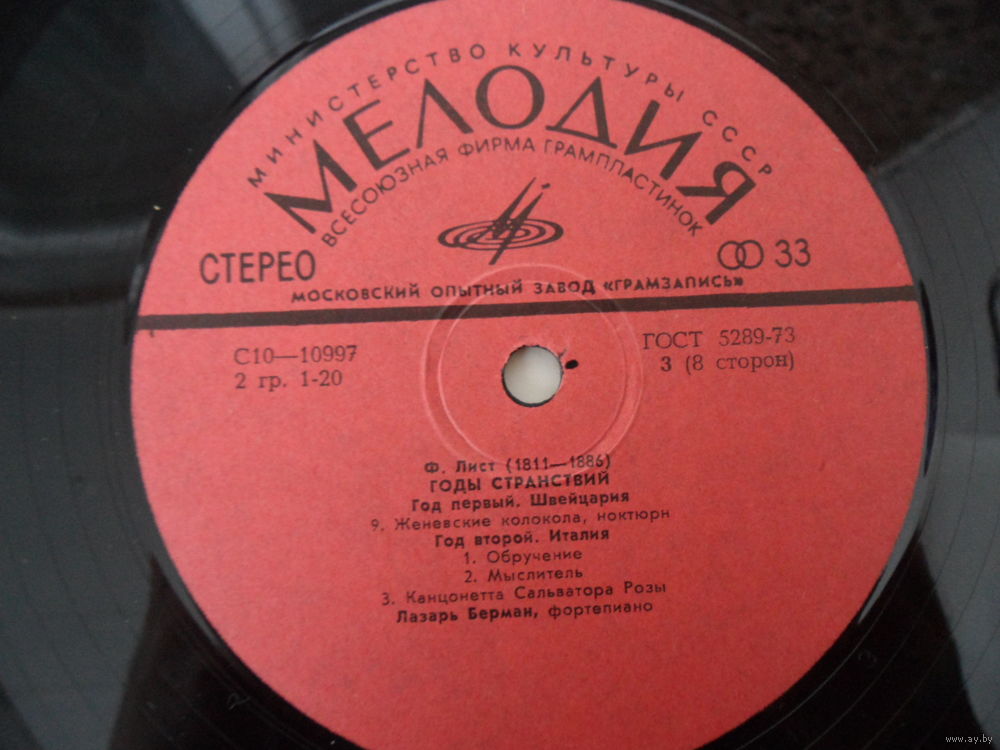 МИНИСТЕРСТВО КУЛЬТУРЫ СССР
МЕЛОДИЯ
ВСЕСОЮЗНАЯ ФИРМА ГРАМПЛАСТИНОК
СТЕРЕО
33
МОСКОВСКИЙ ОПЫТНЫЙ ЗАВОД «ГРАМЗАПИСЬ»
С10—10997
ГОСТ 5289-73
2 гр. 1-20
3 (8 сторон)
Ф. Лист (1811—1886)
ГОДЫ СТРАНСТВИЙ
Год первый. Швейцария
9. Женевские колокола, ноктюрн
Год второй. Италия
1. Обручение
2. Мыслитель
3. Канцонетта Сальватора Розы
Лазарь Берман, фортепиано
www.ay.by